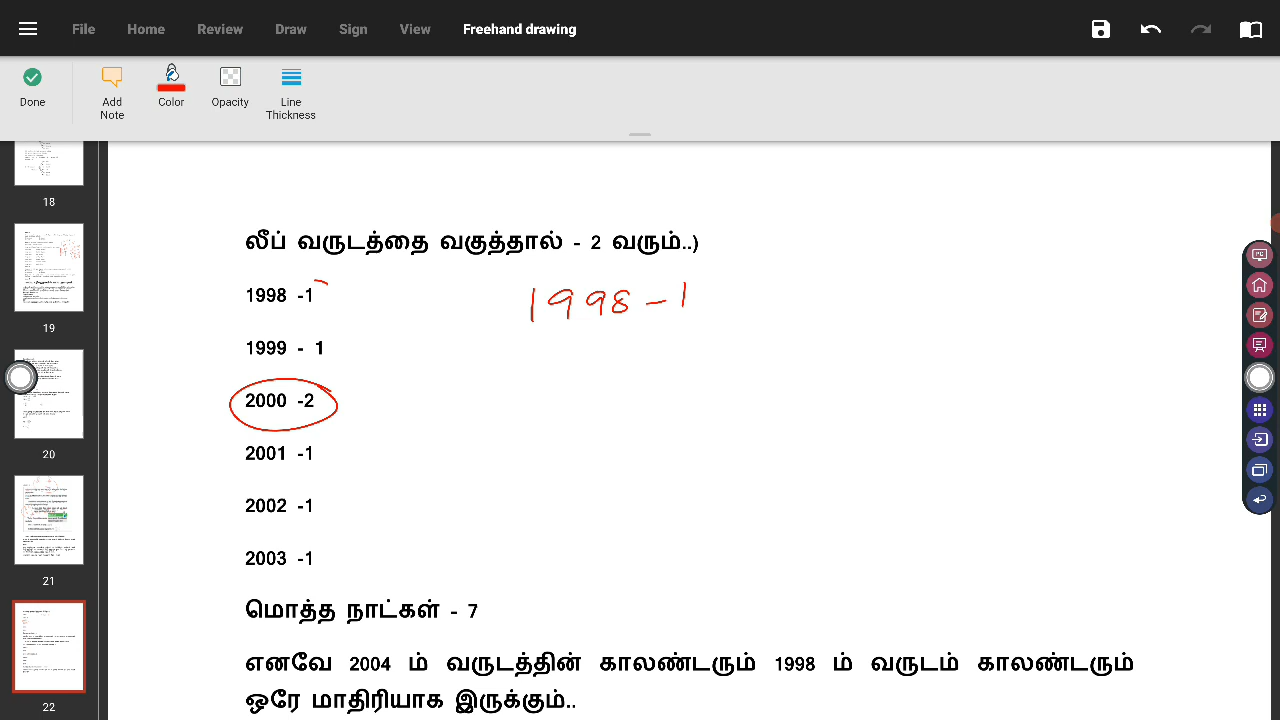 File Home Review Draw Sign View Freehand drawing
Done Add Note Color Opacity Line Thickness
18
19
20
21
22
லீப் வருடத்தை வகுத்தால் - 2 வரும்..)
1998 -1
1998 - 1
1999 - 1
2000 -2
2001 -1
2002 -1
2003 -1
மொத்த நாட்கள் - 7
எனவே 2004 ம் வருடத்தின் காலண்டரும் 1998 ம் வருடம் காலண்டரும்
ஒரே மாதிரியாக இருக்கும்..